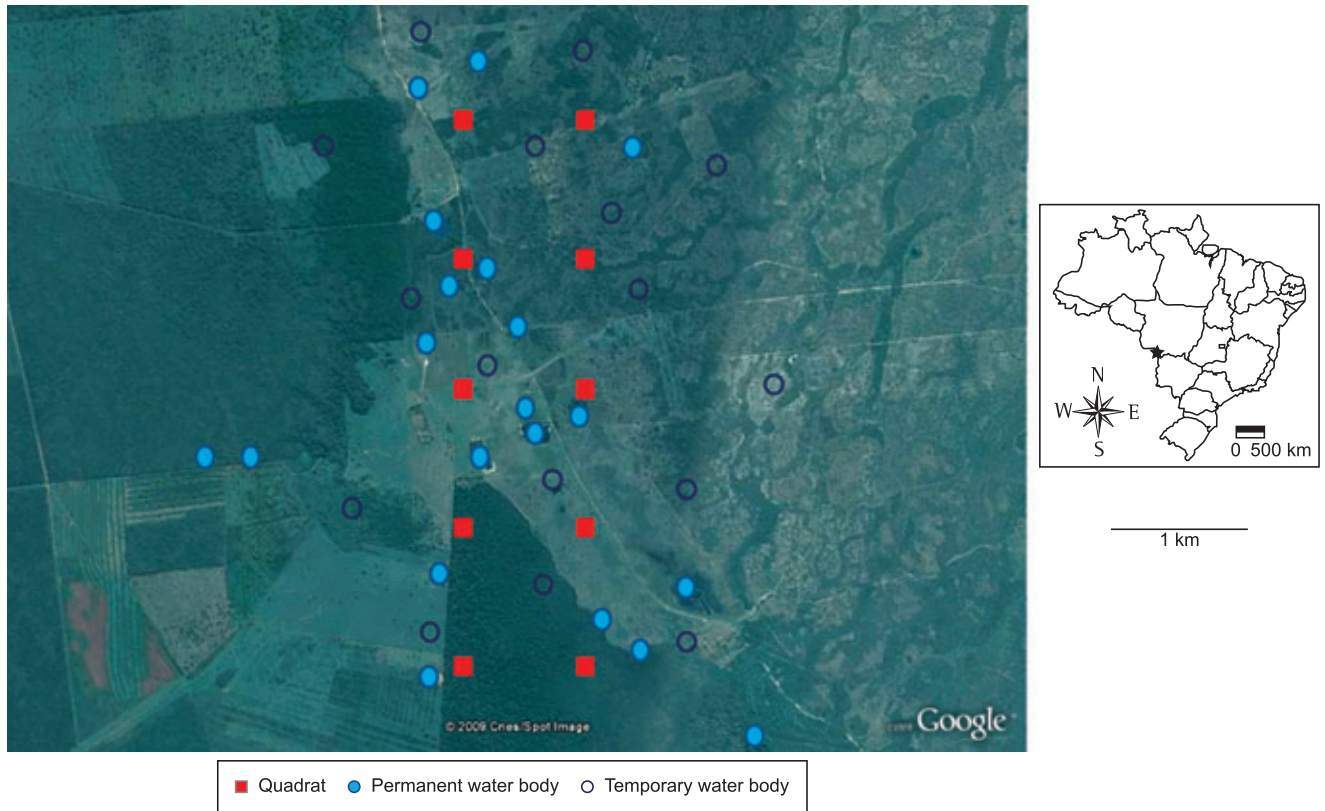 N
W E
S
0 500 km
1 km
© 2009 Cnes/Spot Image
Google
Quadrat Permanent water body Temporary water body